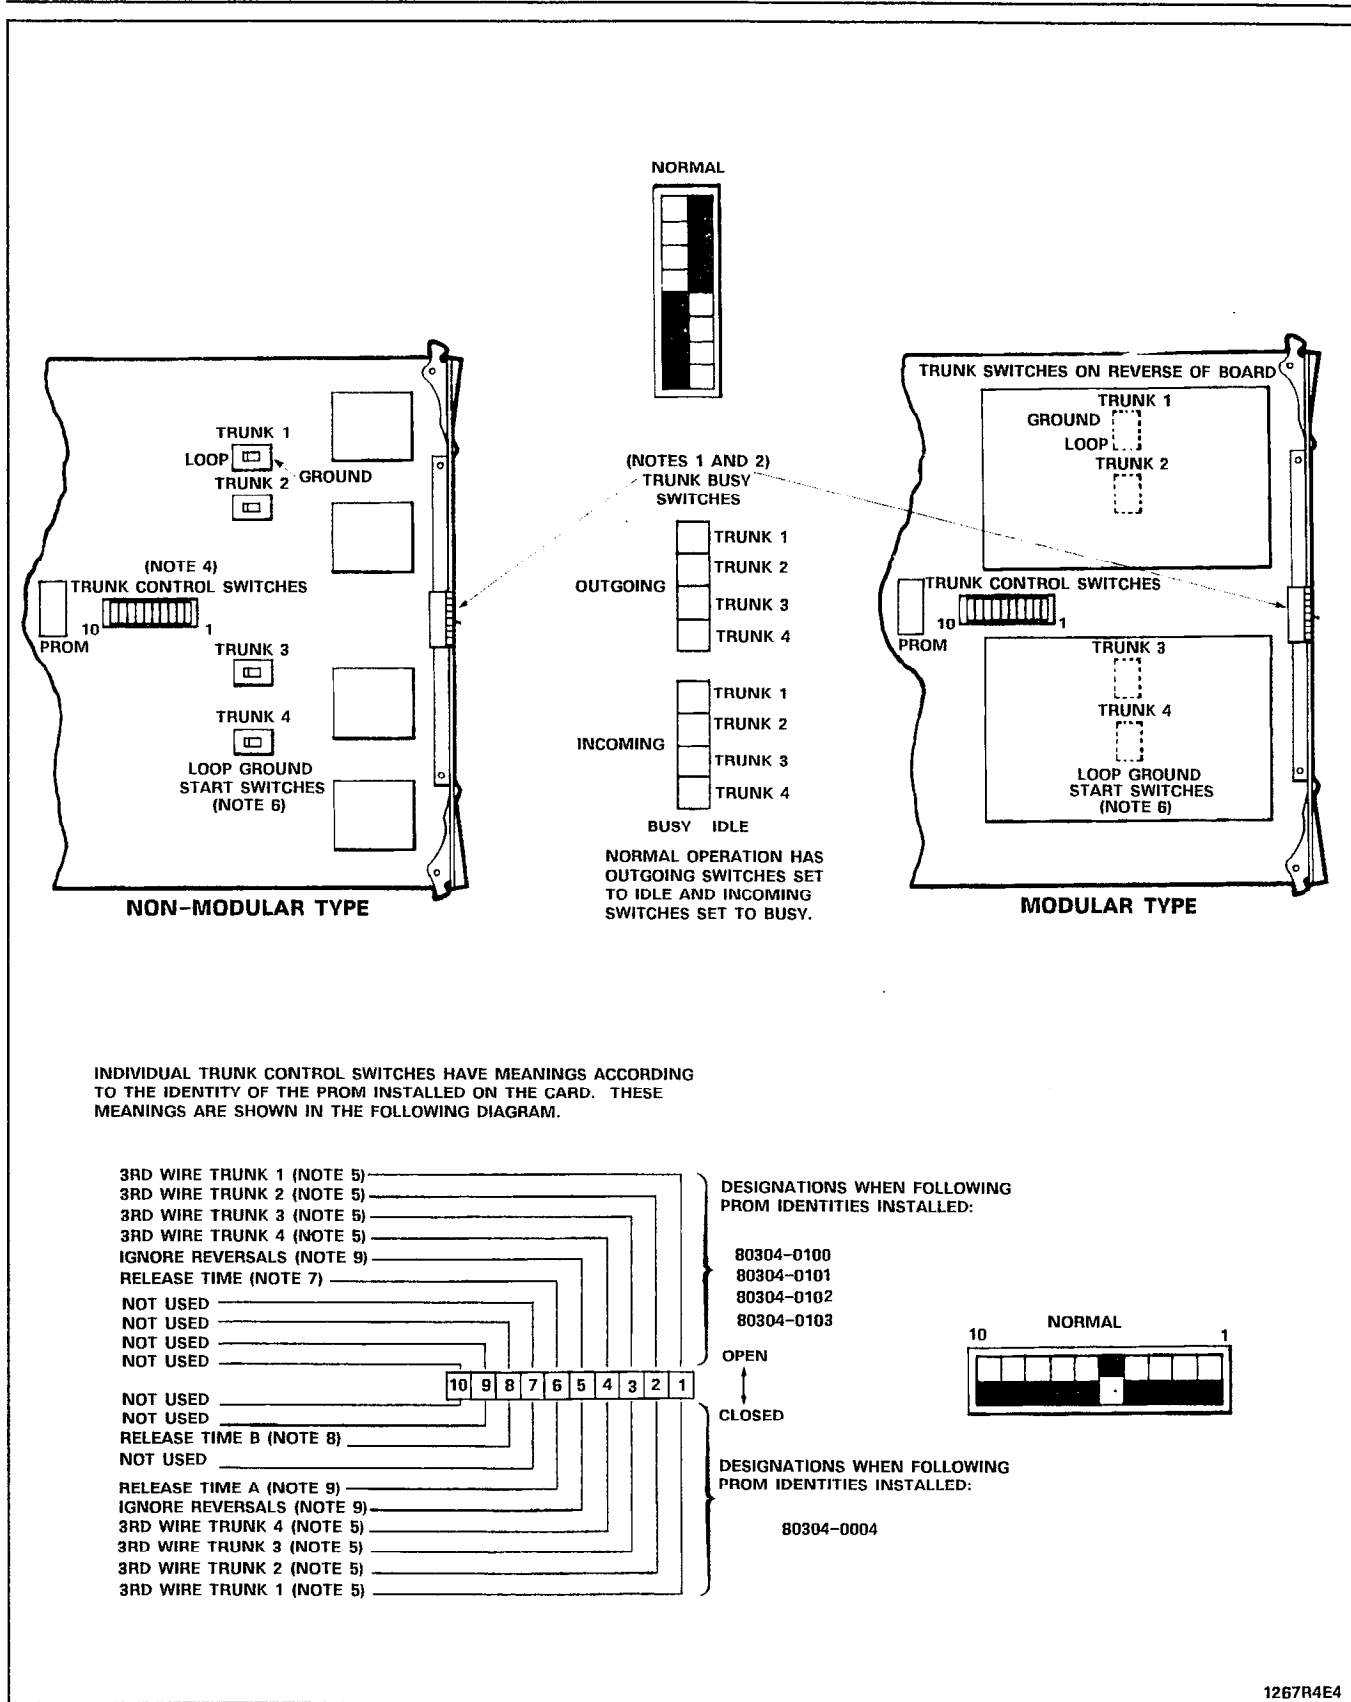 NORMAL
TRUNK 1
LOOP
GROUND
TRUNK 2
(NOTE 4)
TRUNK CONTROL SWITCHES
10
1
PROM
TRUNK 3
TRUNK 4
LOOP GROUND
START SWITCHES
(NOTE 6)
NON-MODULAR TYPE
(NOTES 1 AND 2)
TRUNK BUSY
SWITCHES
OUTGOING
TRUNK 1
TRUNK 2
TRUNK 3
TRUNK 4
INCOMING
TRUNK 1
TRUNK 2
TRUNK 3
TRUNK 4
BUSY IDLE
NORMAL OPERATION HAS
OUTGOING SWITCHES SET
TO IDLE AND INCOMING
SWITCHES SET TO BUSY.
TRUNK SWITCHES ON REVERSE OF BOARD
TRUNK 1
GROUND
LOOP
TRUNK 2
TRUNK CONTROL SWITCHES
10
1
PROM
TRUNK 3
TRUNK 4
LOOP GROUND
START SWITCHES
(NOTE 6)
MODULAR TYPE
INDIVIDUAL TRUNK CONTROL SWITCHES HAVE MEANINGS ACCORDING
TO THE IDENTITY OF THE PROM INSTALLED ON THE CARD. THESE
MEANINGS ARE SHOWN IN THE FOLLOWING DIAGRAM.
3RD WIRE TRUNK 1 (NOTE 5)
3RD WIRE TRUNK 2 (NOTE 5)
3RD WIRE TRUNK 3 (NOTE 5)
3RD WIRE TRUNK 4 (NOTE 5)
IGNORE REVERSALS (NOTE 9)
RELEASE TIME (NOTE 7)
NOT USED
NOT USED
NOT USED
NOT USED
DESIGNATIONS WHEN FOLLOWING
PROM IDENTITIES INSTALLED:
80304-0100
80304-0101
80304-0102
80304-0103
10 9 8 7 6 5 4 3 2 1
OPEN
CLOSED
NORMAL
10
1
NOT USED
NOT USED
RELEASE TIME B (NOTE 8)
NOT USED
RELEASE TIME A (NOTE 9)
IGNORE REVERSALS (NOTE 9)
3RD WIRE TRUNK 4 (NOTE 5)
3RD WIRE TRUNK 3 (NOTE 5)
3RD WIRE TRUNK 2 (NOTE 5)
3RD WIRE TRUNK 1 (NOTE 5)
DESIGNATIONS WHEN FOLLOWING
PROM IDENTITIES INSTALLED:
80304-0004
1267R4E4